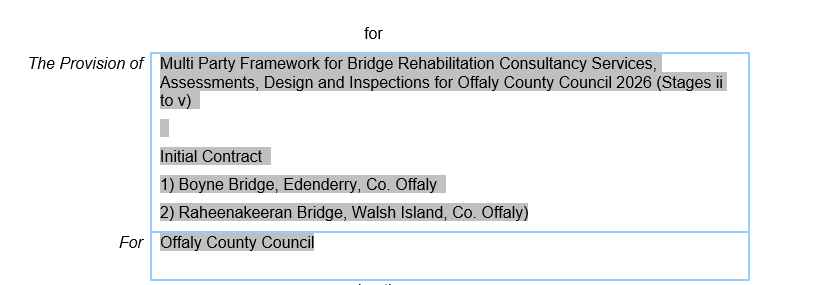 for
The Provision of
Multi Party Framework for Bridge Rehabilitation Consultancy Services,
Assessments, Design and Inspections for Offaly County Council 2026 (Stages ii
to v)
Initial Contract
1) Boyne Bridge, Edenderry, Co. Offaly
2) Raheenakeeran Bridge, Walsh Island, Co. Offaly)
For
Offaly County Council